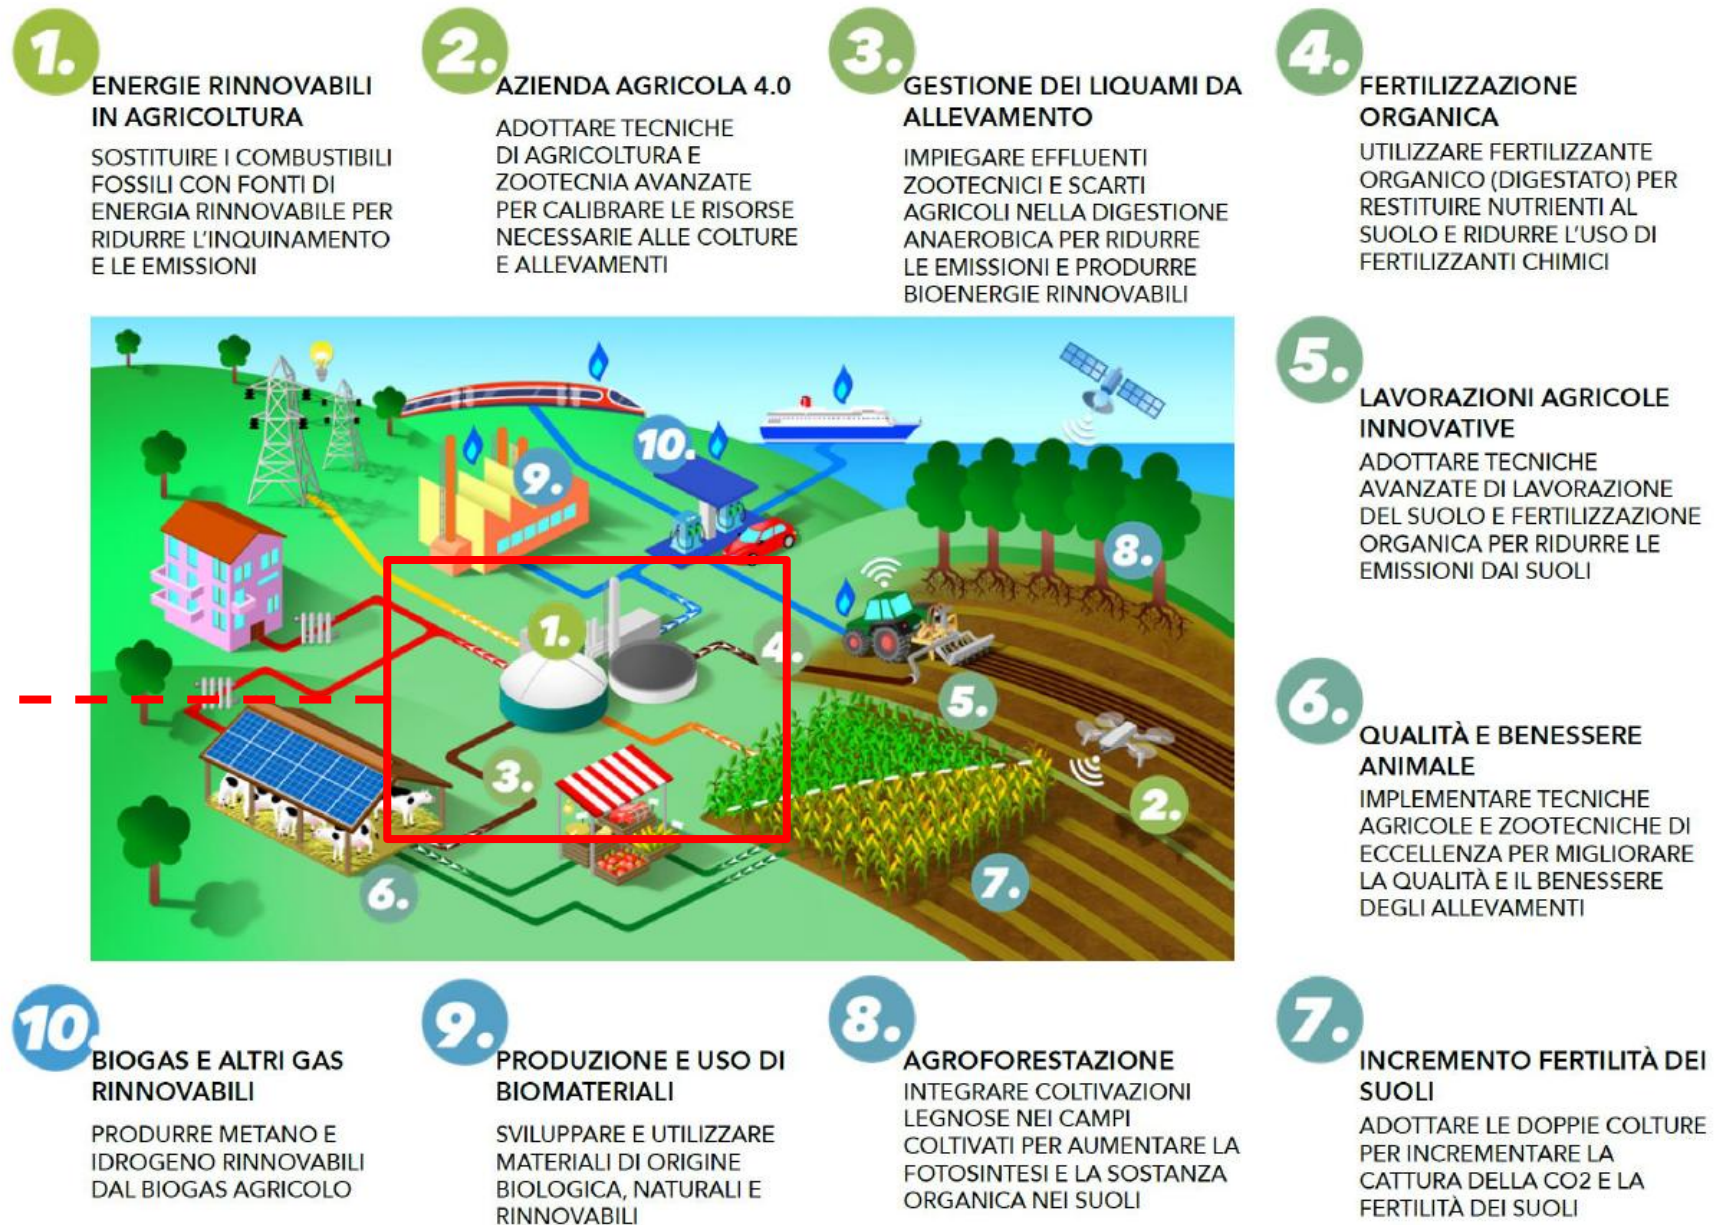 1.
ENERGIE RINNOVABILI
IN AGRICOLTURA
SOSTITUIRE I COMBUSTIBILI
FOSSILI CON FONTI DI
ENERGIA RINNOVABILE PER
RIDURRE L'INQUINAMENTO
E LE EMISSIONI
2.
AZIENDA AGRICOLA 4.0
ADOTTARE TECNICHE
DI AGRICOLTURA E
ZOOTECNIA AVANZATE
PER CALIBRARE LE RISORSE
NECESSARIE ALLE COLTURE
E ALLEVAMENTI
3.
GESTIONE DEI LIQUAMI DA
ALLEVAMENTO
IMPIEGARE EFFLUENTI
ZOOTECNICI E SCARTI
AGRICOLI NELLA DIGESTIONE
ANAEROBICA PER RIDURRE
LE EMISSIONI E PRODURRE
BIOENERGIE RINNOVABILI
4.
FERTILIZZAZIONE
ORGANICA
UTILIZZARE FERTILIZZANTE
ORGANICO (DIGESTATO) PER
RESTITUIRE NUTRIENTI AL
SUOLO E RIDURRE L'USO DI
FERTILIZZANTI CHIMICI
5.
LAVORAZIONI AGRICOLE
INNOVATIVE
ADOTTARE TECNICHE
AVANZATE DI LAVORAZIONE
DEL SUOLO E FERTILIZZAZIONE
ORGANICA PER RIDURRE LE
EMISSIONI DAI SUOLI
6.
QUALITÀ E BENESSERE
ANIMALE
IMPLEMENTARE TECNICHE
AGRICOLE E ZOOTECNICHE DI
ECCELLENZA PER MIGLIORARE
LA QUALITÀ E IL BENESSERE
DEGLI ALLEVAMENTI
10.
9.
8.
1.
4.
5.
3.
2.
7.
6.
10.
BIOGAS E ALTRI GAS
RINNOVABILI
PRODURRE METANO E
IDROGENO RINNOVABILI
DAL BIOGAS AGRICOLO
9.
PRODUZIONE E USO DI
BIOMATERIALI
SVILUPPARE E UTILIZZARE
MATERIALI DI ORIGINE
BIOLOGICA, NATURALI E
RINNOVABILI
8.
AGROFORESTAZIONE
INTEGRARE COLTIVAZIONI
LEGNOSE NEI CAMPI
COLTIVATI PER AUMENTARE LA
FOTOSINTESI E LA SOSTANZA
ORGANICA NEI SUOLI
7.
INCREMENTO FERTILITÀ DEI
SUOLI
ADOTTARE LE DOPPIE COLTURE
PER INCREMENTARE LA
CATTURA DELLA CO2 E LA
FERTILITÀ DEI SUOLI